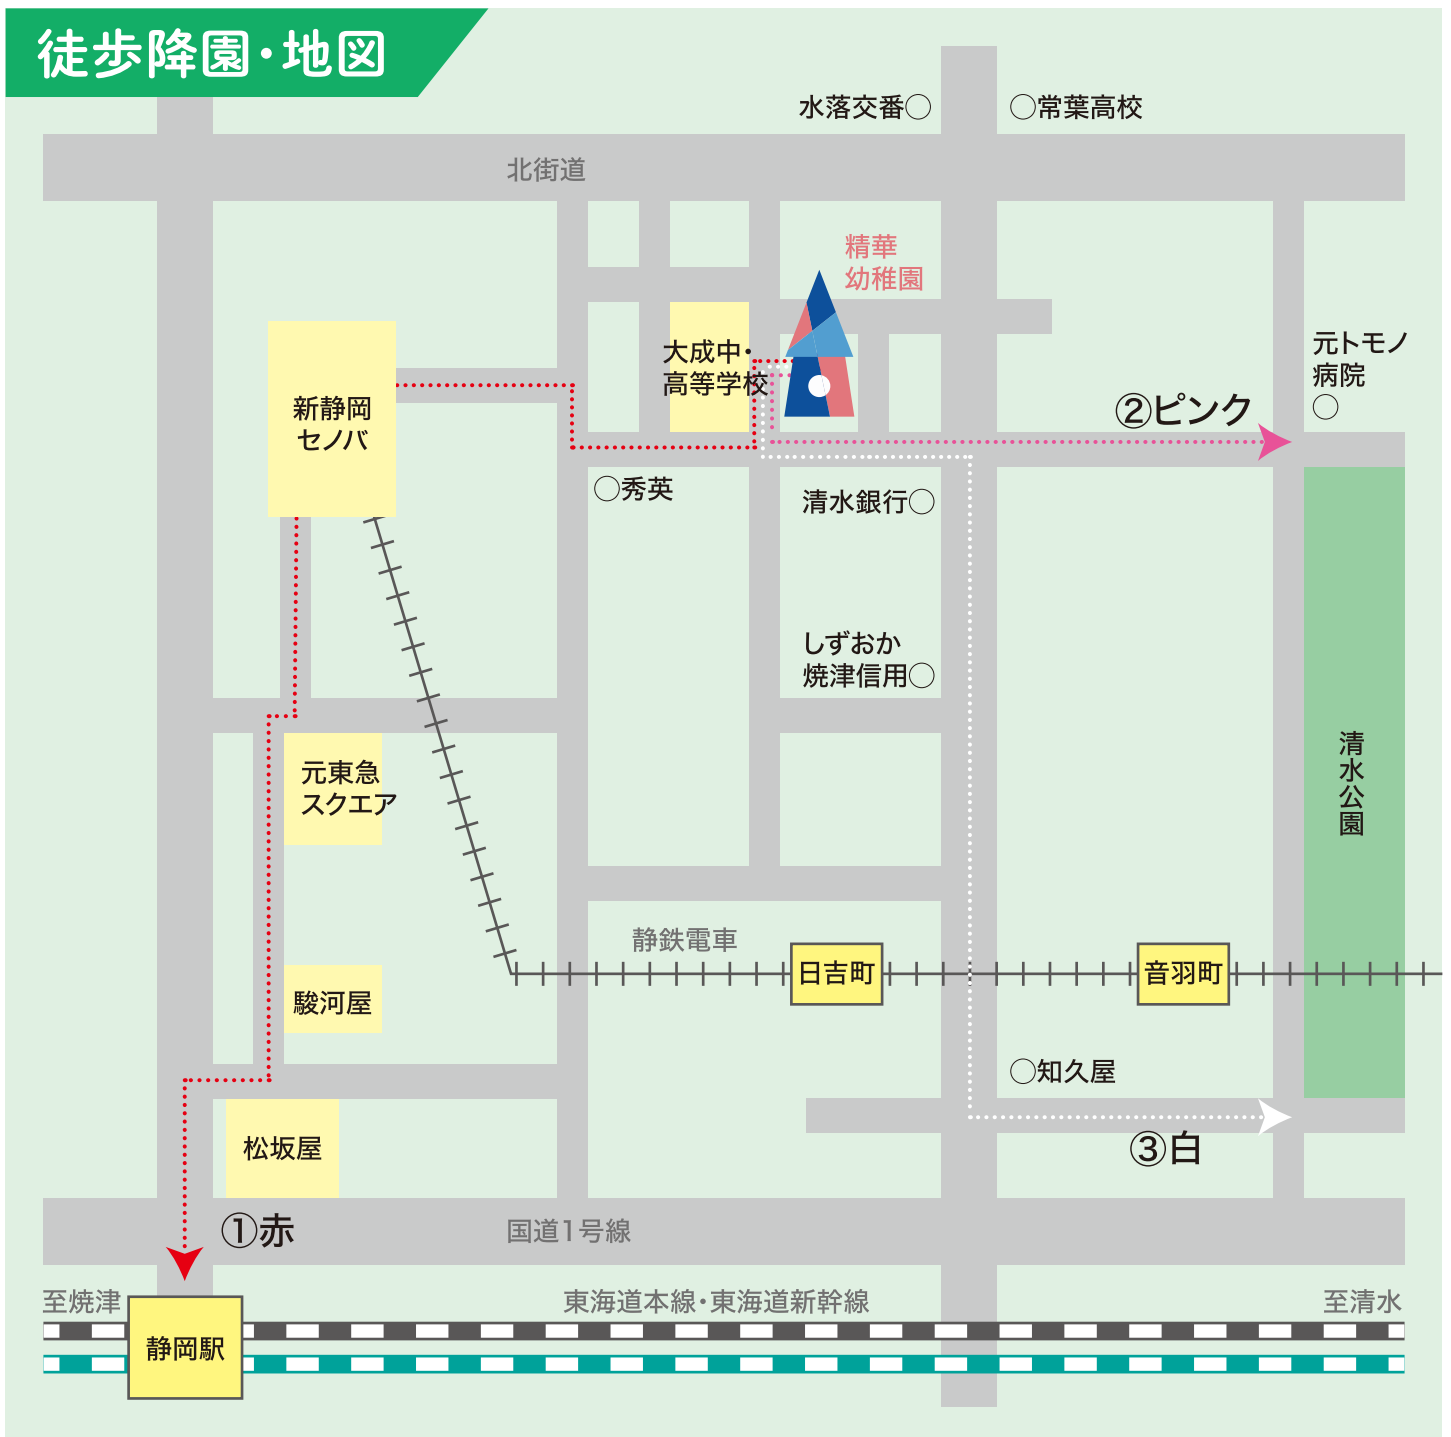 徒歩降園・地図
水落交番○
○常葉高校
北街道
精華
幼稚園
大成中・
高等学校
元トモノ
病院
○
②ピンク
新静岡
セノバ
○秀英
清水銀行○
しずおか
焼津信用○
元東急
スクエア
清水公園
静鉄電車
日吉町
音羽町
駿河屋
○知久屋
松坂屋
③白
①赤
国道1号線
至焼津
東海道本線・東海道新幹線
至清水
静岡駅